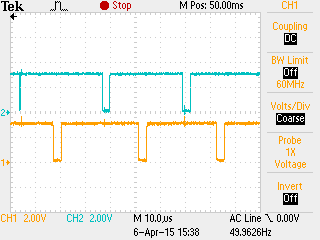 Tek Stop M Pos: 50.00ms CH1
Coupling
DC
BW Limit
Off
60MHz
2
Volts/Div
Coarse
Probe
1X
Voltage
1
Invert
Off
CH1 2.00V CH2 2.00V M 10.0µs AC Line 0.00V
6-Apr-15 15:38 49.9626Hz